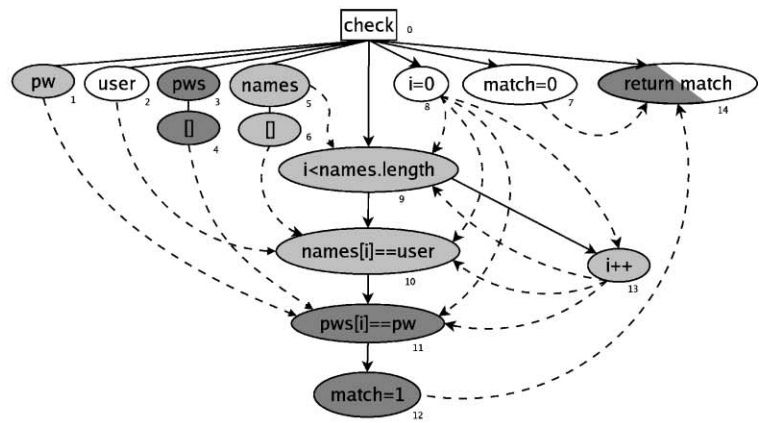 check
0
pw
1
user
2
pws
3
names
5
i=0
8
match=0
7
return match
14
[]
4
[]
6
i<names.length
9
names[i]==user
10
i++
13
pws[i]==pw
11
match=1
12